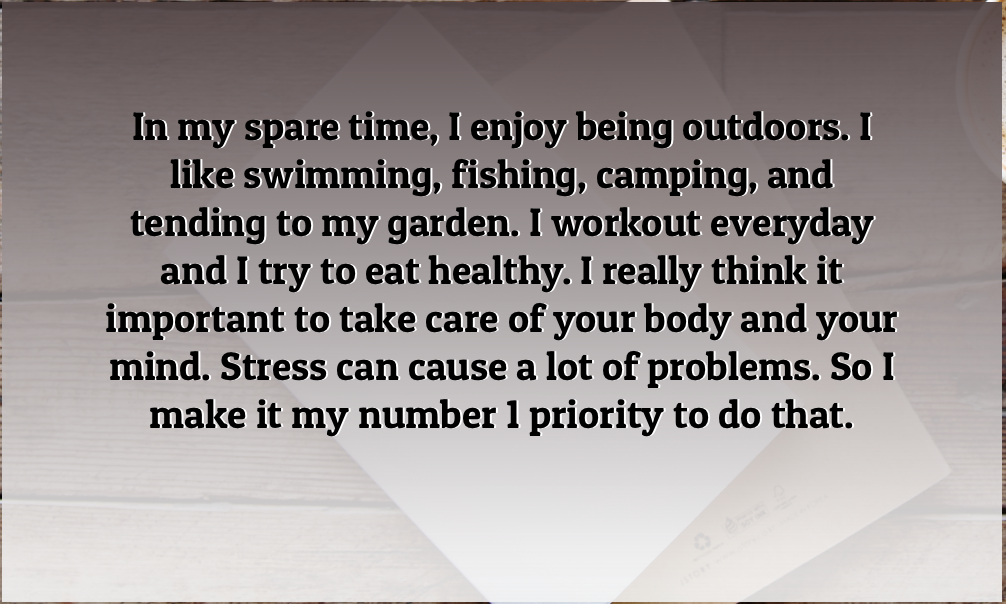 In my spare time, I enjoy being outdoors. I
like swimming, fishing, camping, and
tending to my garden. I workout everyday
and I try to eat healthy. I really think it
important to take care of your body and your
mind. Stress can cause a lot of problems. So I
make it my number 1 priority to do that.